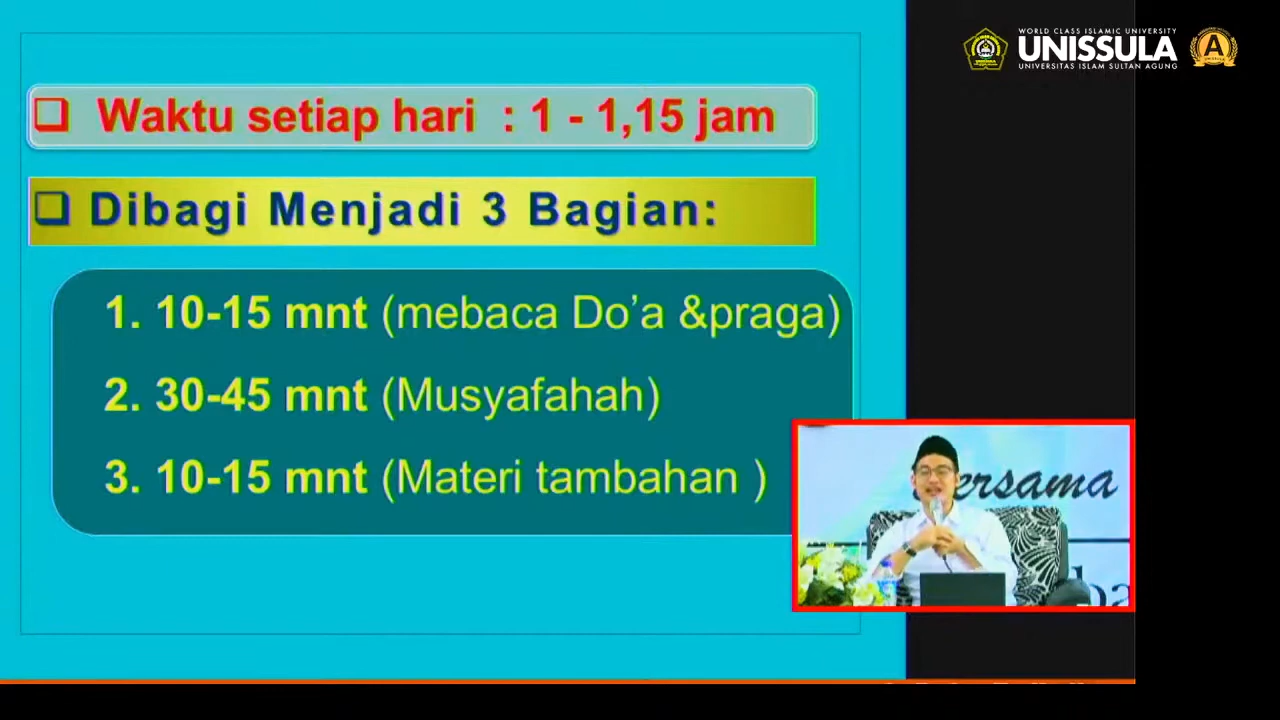 WORLD CLASS ISLAMIC UNIVERSITY
UNISSULA
UNIVERSITAS ISLAM SULTAN AGUNG
A
Waktu setiap hari : 1 - 1,15 jam
Dibagi Menjadi 3 Bagian:
1. 10-15 mnt (mebaca Do'a &praga)
2. 30-45 mnt (Musyafahah)
3. 10-15 mnt (Materi tambahan )
Bersama